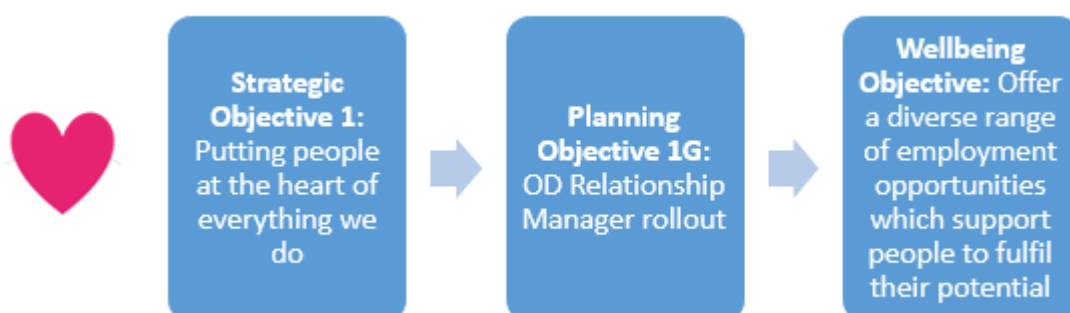 Strategic
Objective 1:
Putting people
at the heart of
everything we
do
Planning
Objective 1G:
OD Relationship
Manager rollout
Wellbeing
Objective: Offer
a diverse range
of employment
opportunities
which support
people to fulfil
their potential